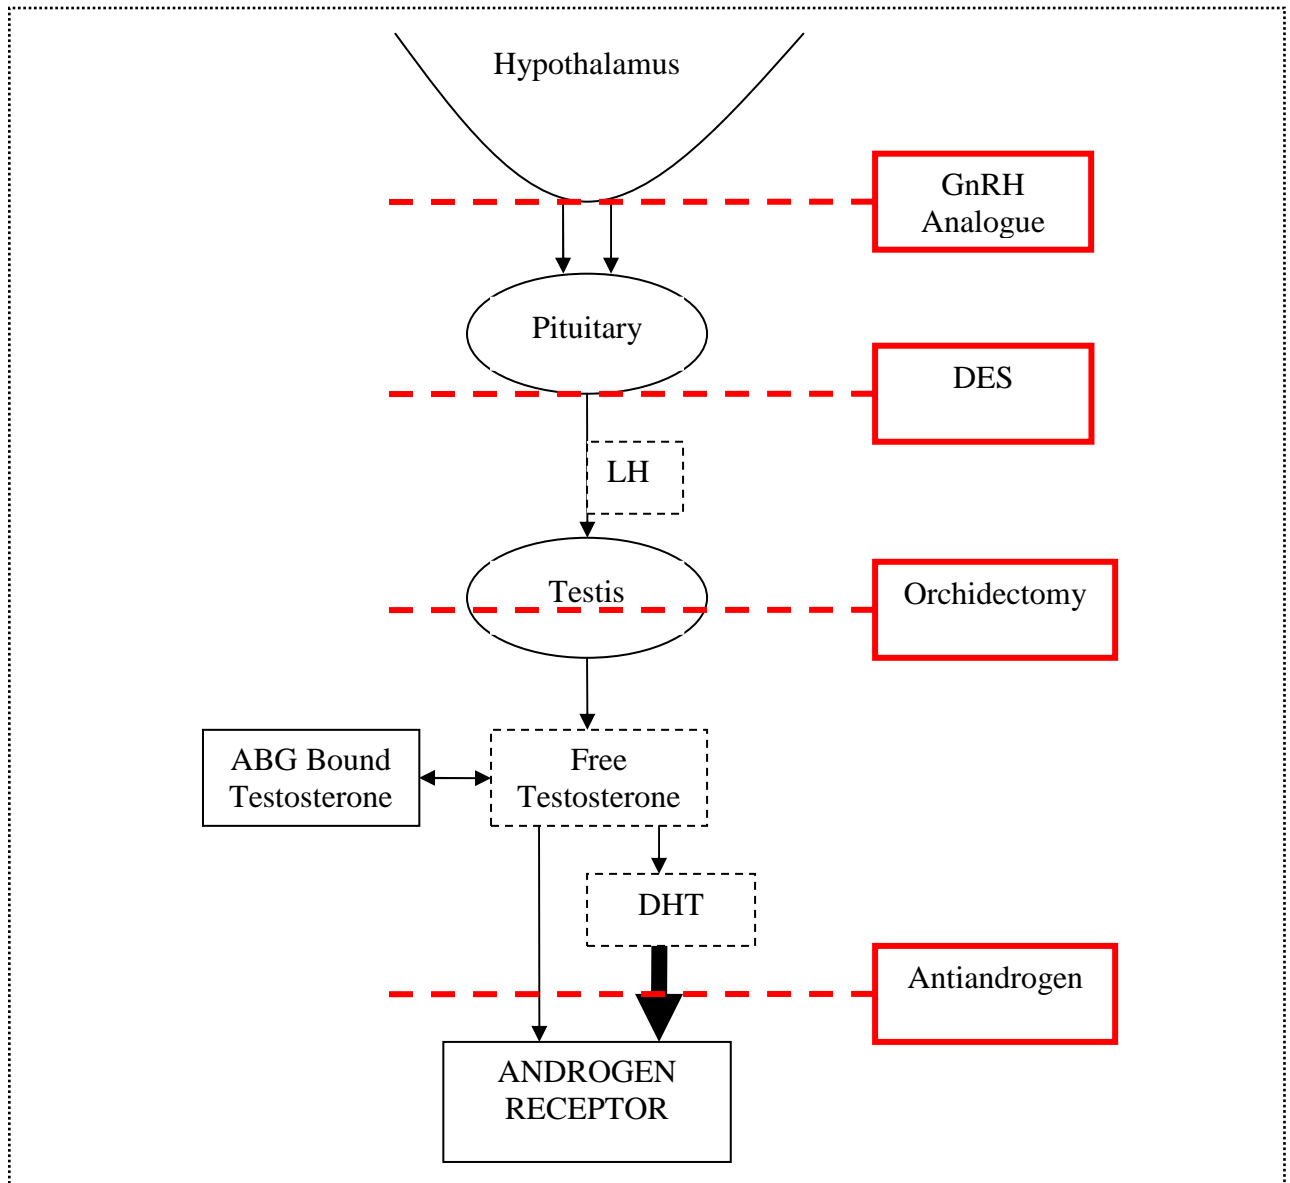 Hypothalamus
GnRH
Analogue
Pituitary
DES
LH
Testis
Orchidectomy
ABG Bound
Testosterone
Free
Testosterone
DHT
Antiandrogen
ANDROGEN
RECEPTOR